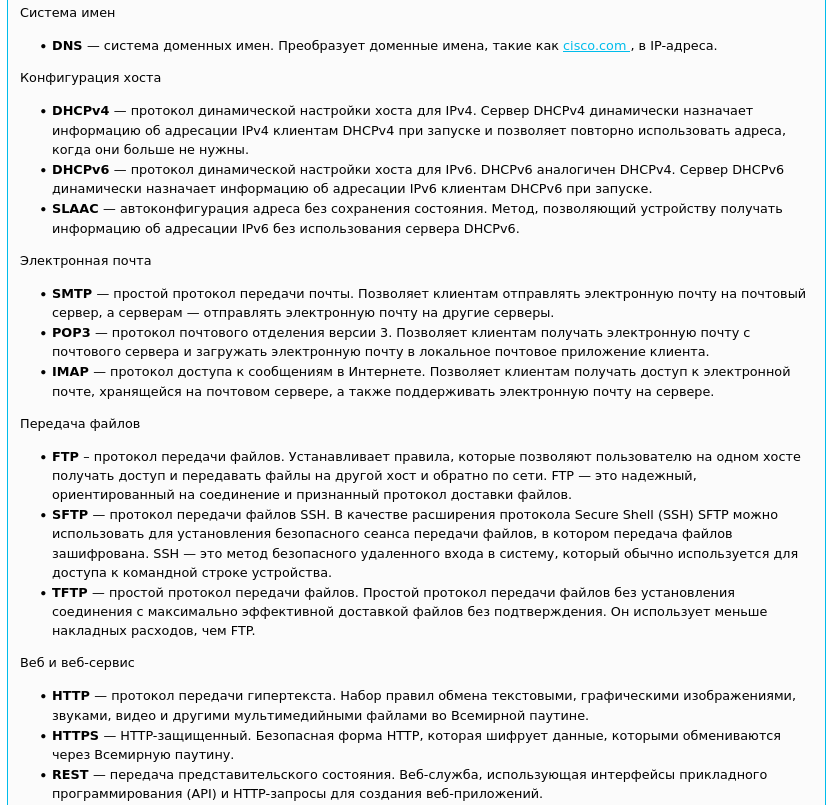 Система имен
• DNS — система доменных имен. Преобразует доменные имена, такие как cisco.com , в IP-адреса.
Конфигурация хоста
• DHCPv4 — протокол динамической настройки хоста для IPv4. Сервер DHCPv4 динамически назначает
информацию об адресации IPv4 клиентам DHCPv4 при запуске и позволяет повторно использовать адреса,
когда они больше не нужны.
• DHCPv6 — протокол динамической настройки хоста для IPv6. DHCPv6 аналогичен DHCPv4. Сервер DHCPv6
динамически назначает информацию об адресации IPv6 клиентам DHCPv6 при запуске.
• SLAAC — автоконфигурация адреса без сохранения состояния. Метод, позволяющий устройству получать
информацию об адресации IPv6 без использования сервера DHCPv6.
Электронная почта
• SMTP — простой протокол передачи почты. Позволяет клиентам отправлять электронную почту на почтовый
сервер, а серверам — отправлять электронную почту на другие серверы.
• POP3 — протокол почтового отделения версии 3. Позволяет клиентам получать электронную почту с
почтового сервера и загружать электронную почту в локальное почтовое приложение клиента.
• IMAP — протокол доступа к сообщениям в Интернете. Позволяет клиентам получать доступ к электронной
почте, хранящейся на почтовом сервере, а также поддерживать электронную почту на сервере.
Передача файлов
• FTP – протокол передачи файлов. Устанавливает правила, которые позволяют пользователю на одном хосте
получать доступ и передавать файлы на другой хост и обратно по сети. FTP — это надежный,
ориентированный на соединение и признанный протокол доставки файлов.
• SFTP — протокол передачи файлов SSH. В качестве расширения протокола Secure Shell (SSH) SFTP можно
использовать для установления безопасного сеанса передачи файлов, в котором передача файлов
зашифрована. SSH — это метод безопасного удаленного входа в систему, который обычно используется для
доступа к командной строке устройства.
• TFTP — простой протокол передачи файлов. Простой протокол передачи файлов без установления
соединения с максимально эффективной доставкой файлов без подтверждения. Он использует меньше
накладных расходов, чем FTP.
Веб и веб-сервис
• HTTP — протокол передачи гипертекста. Набор правил обмена текстовыми, графическими изображениями,
звуками, видео и другими мультимедийными файлами во Всемирной паутине.
• HTTPS — HTTP-защищенный. Безопасная форма HTTP, которая шифрует данные, которыми обмениваются
через Всемирную паутину.
• REST — передача представительского состояния. Веб-служба, использующая интерфейсы прикладного
программирования (API) и HTTP-запросы для создания веб-приложений.